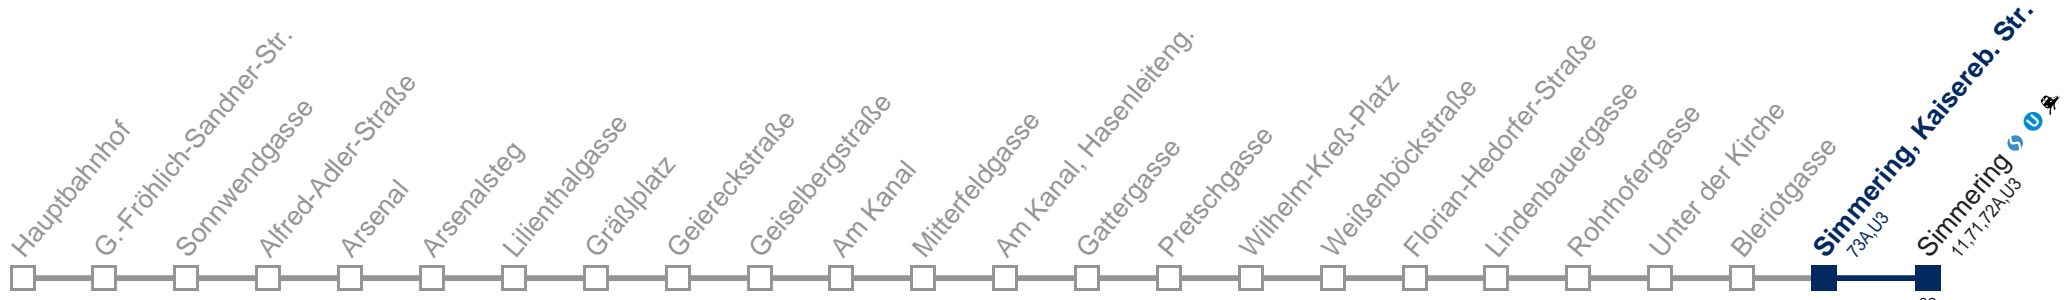 Hauptbahnhof
G.-Fröhlich-Sandner-Str.
Sonnwendgasse
Alfred-Adler-Straße
Arsenal
Arsenalsteg
Lilienthalgasse
Gräßlplatz
Geiereckstraße
Geiselbergstraße
Am Kanal
Mitterfeldgasse
Am Kanal, Hasenleiteng.
Gattergasse
Pretschgasse
Wilhelm-Kreß-Platz
Weißenböckstraße
Florian-Hedorfer-Straße
Lindenbauergasse
Rohrhofergasse
Unter der Kirche
Bleriotgasse
Simmering, Kaisereb. Str.
73A,U3
Simmering S U
11,71,72A,U3